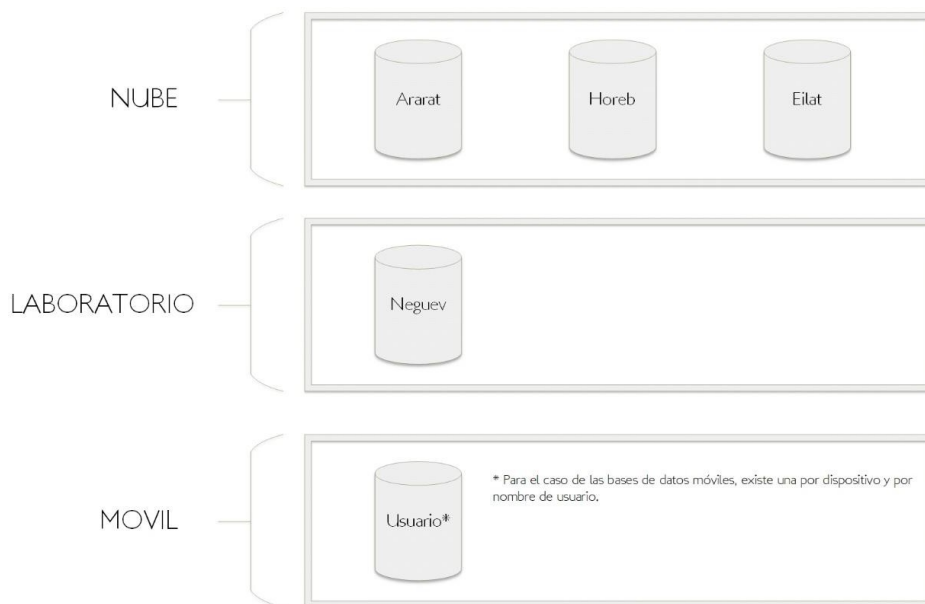 NUBE
Ararat
Horeb
Eilat
LABORATORIO
Neguev
MOVIL
Usuario*
* Para el caso de las bases de datos móviles, existe una por dispositivo y por
nombre de usuario.